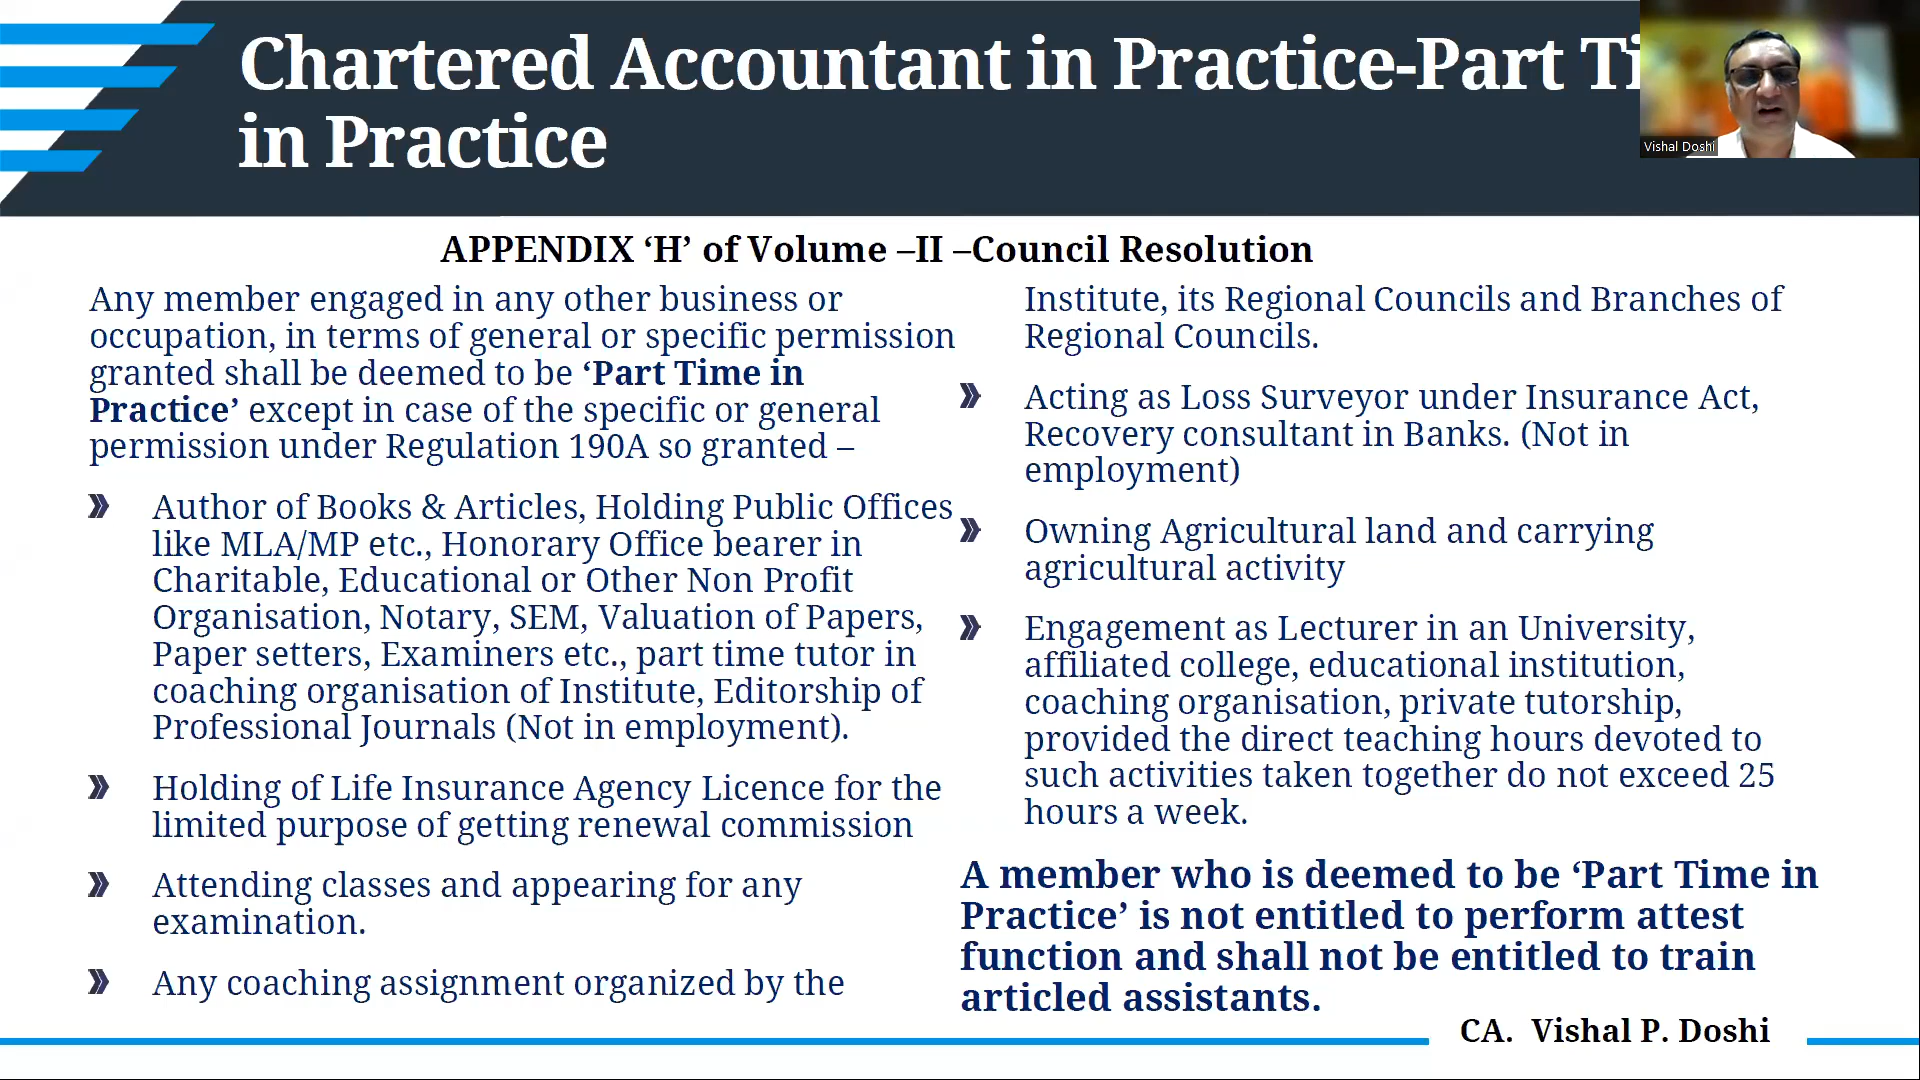 Chartered Accountant in Practice-Part Ti
in Practice
Vishal Doshi
APPENDIX ‘H’ of Volume –II –Council Resolution
Any member engaged in any other business or
occupation, in terms of general or specific permission
granted shall be deemed to be ‘Part Time in
Practice’ except in case of the specific or general
permission under Regulation 190A so granted –
Author of Books & Articles, Holding Public Offices
like MLA/MP etc., Honorary Office bearer in
Charitable, Educational or Other Non Profit
Organisation, Notary, SEM, Valuation of Papers,
Paper setters, Examiners etc., part time tutor in
coaching organisation of Institute, Editorship of
Professional Journals (Not in employment).
Holding of Life Insurance Agency Licence for the
limited purpose of getting renewal commission
Attending classes and appearing for any
examination.
Any coaching assignment organized by the
Institute, its Regional Councils and Branches of
Regional Councils.
Acting as Loss Surveyor under Insurance Act,
Recovery consultant in Banks. (Not in
employment)
Owning Agricultural land and carrying
agricultural activity
Engagement as Lecturer in an University,
affiliated college, educational institution,
coaching organisation, private tutorship,
provided the direct teaching hours devoted to
such activities taken together do not exceed 25
hours a week.
A member who is deemed to be ‘Part Time in
Practice’ is not entitled to perform attest
function and shall not be entitled to train
articled assistants.
CA. Vishal P. Doshi